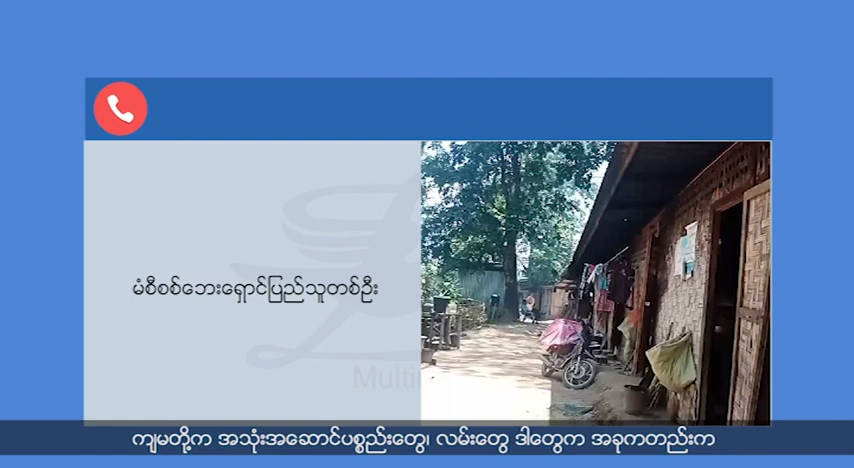 မံစီစစ်ဘေးရှောင်ပြည်သူတစ်ဦး
ကျမတို့က အသုံးအဆောင်ပစ္စည်းတွေ၊ လမ်းတွေ ဒါတွေက အခုကတည်းက